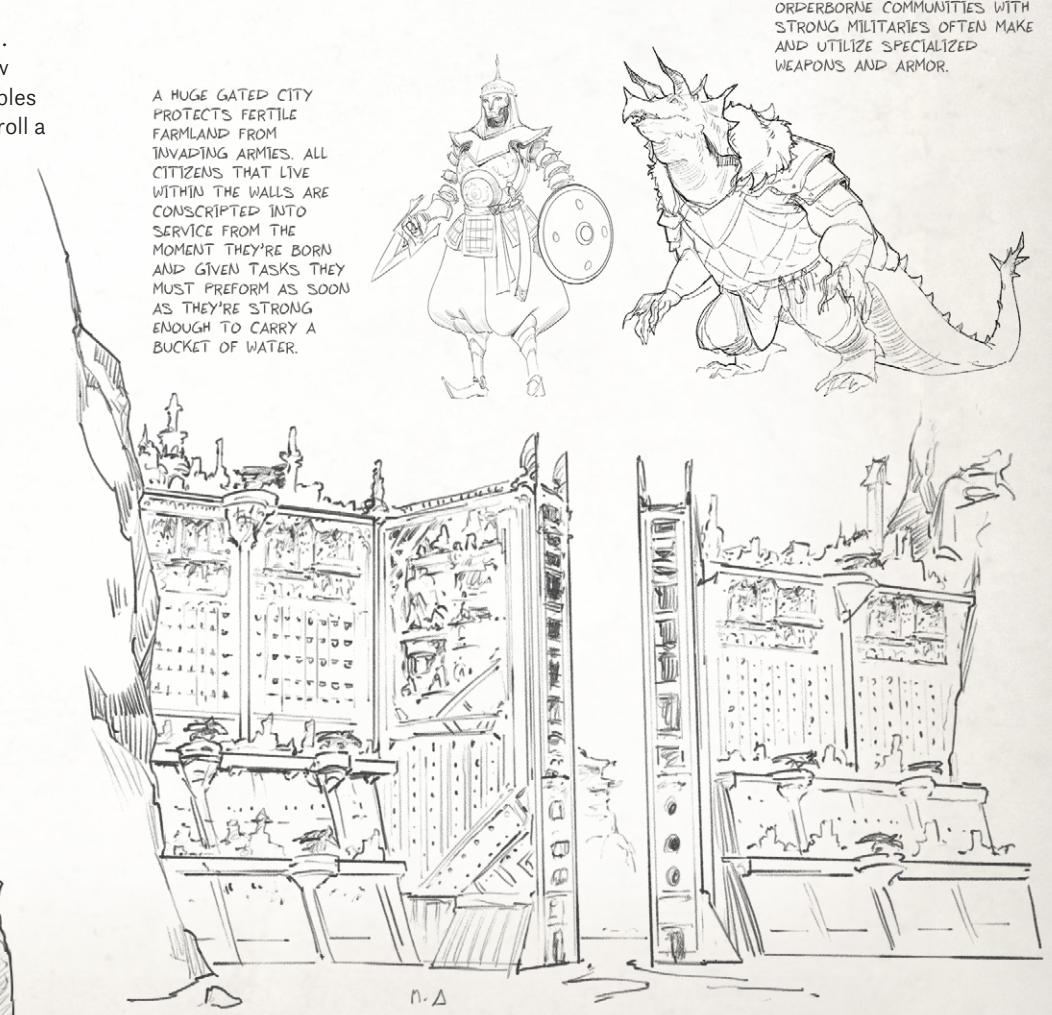 .
v
oles
roll a
ORDERBORNE COMMUNITIES WITH
STRONG MILITARIES OFTEN MAKE
AND UTILIZE SPECIALIZED
WEAPONS AND ARMOR.
A HUGE GATED CITY
PROTECTS FERTILE
FARMLAND FROM
INVADING ARMIES. ALL
CITIZENS THAT LIVE
WITHIN THE WALLS ARE
CONSCRIPTED INTO
SERVICE FROM THE
MOMENT THEY'RE BORN
AND GIVEN TASKS THEY
MUST PREFORM AS SOON
AS THEY'RE STRONG
ENOUGH TO CARRY A
BUCKET OF WATER.